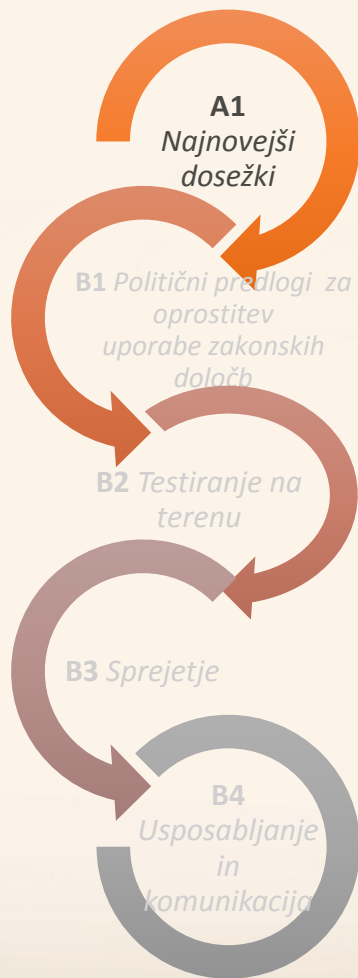 A1
Najnovejši
dosežki
B1 Politični predlogi za
oprostitev
uporabe zakonskih
določb
B2 Testiranje na
terenu
B3 Sprejetje
B4
Usposabljanje
in
komunikacija